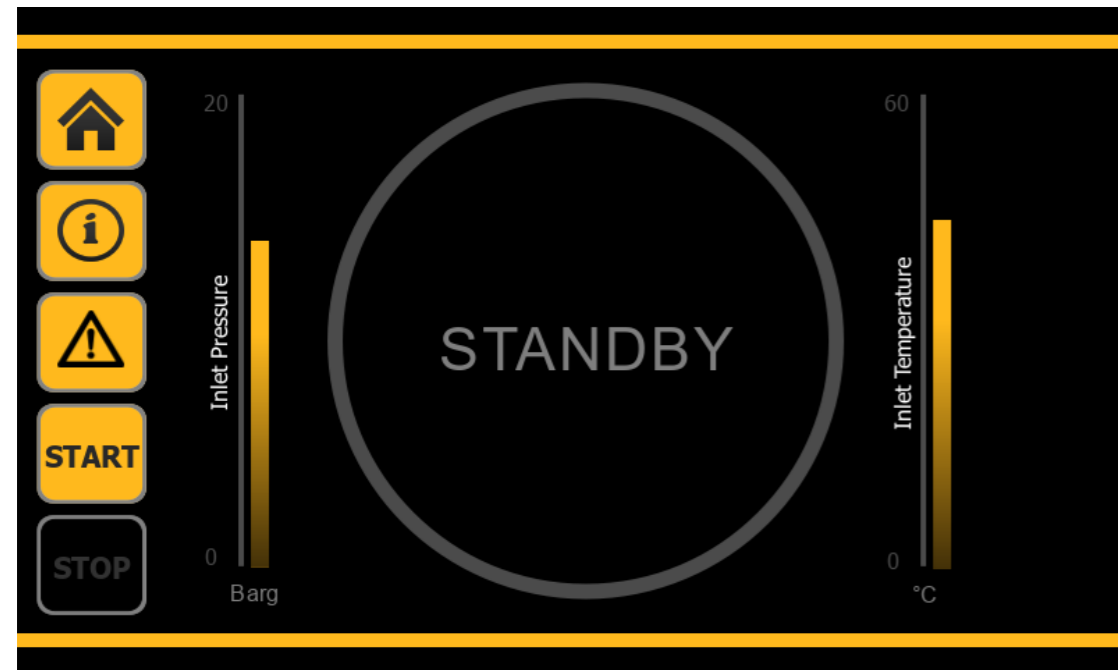 20
60
Inlet Pressure
STANDBY
Inlet Temperature
START
0
0
STOP
Barg
°C